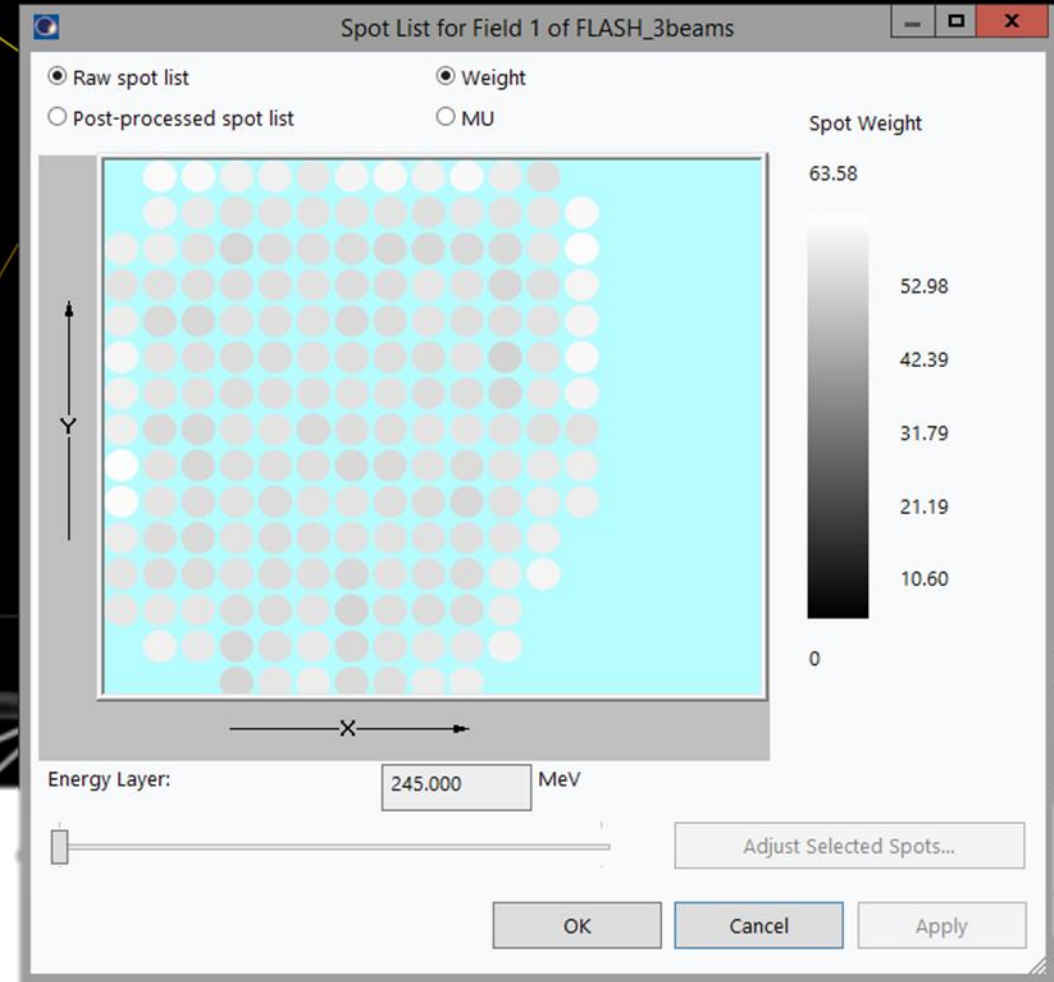 Spot List for Field 1 of FLASH_3beams
Raw spot list
Weight
Post-processed spot list
MU
Spot Weight
63.58
52.98
42.39
31.79
21.19
10.60
0
Y
X
Energy Layer:
245.000
MeV
Adjust Selected Spots...
OK
Cancel
Apply